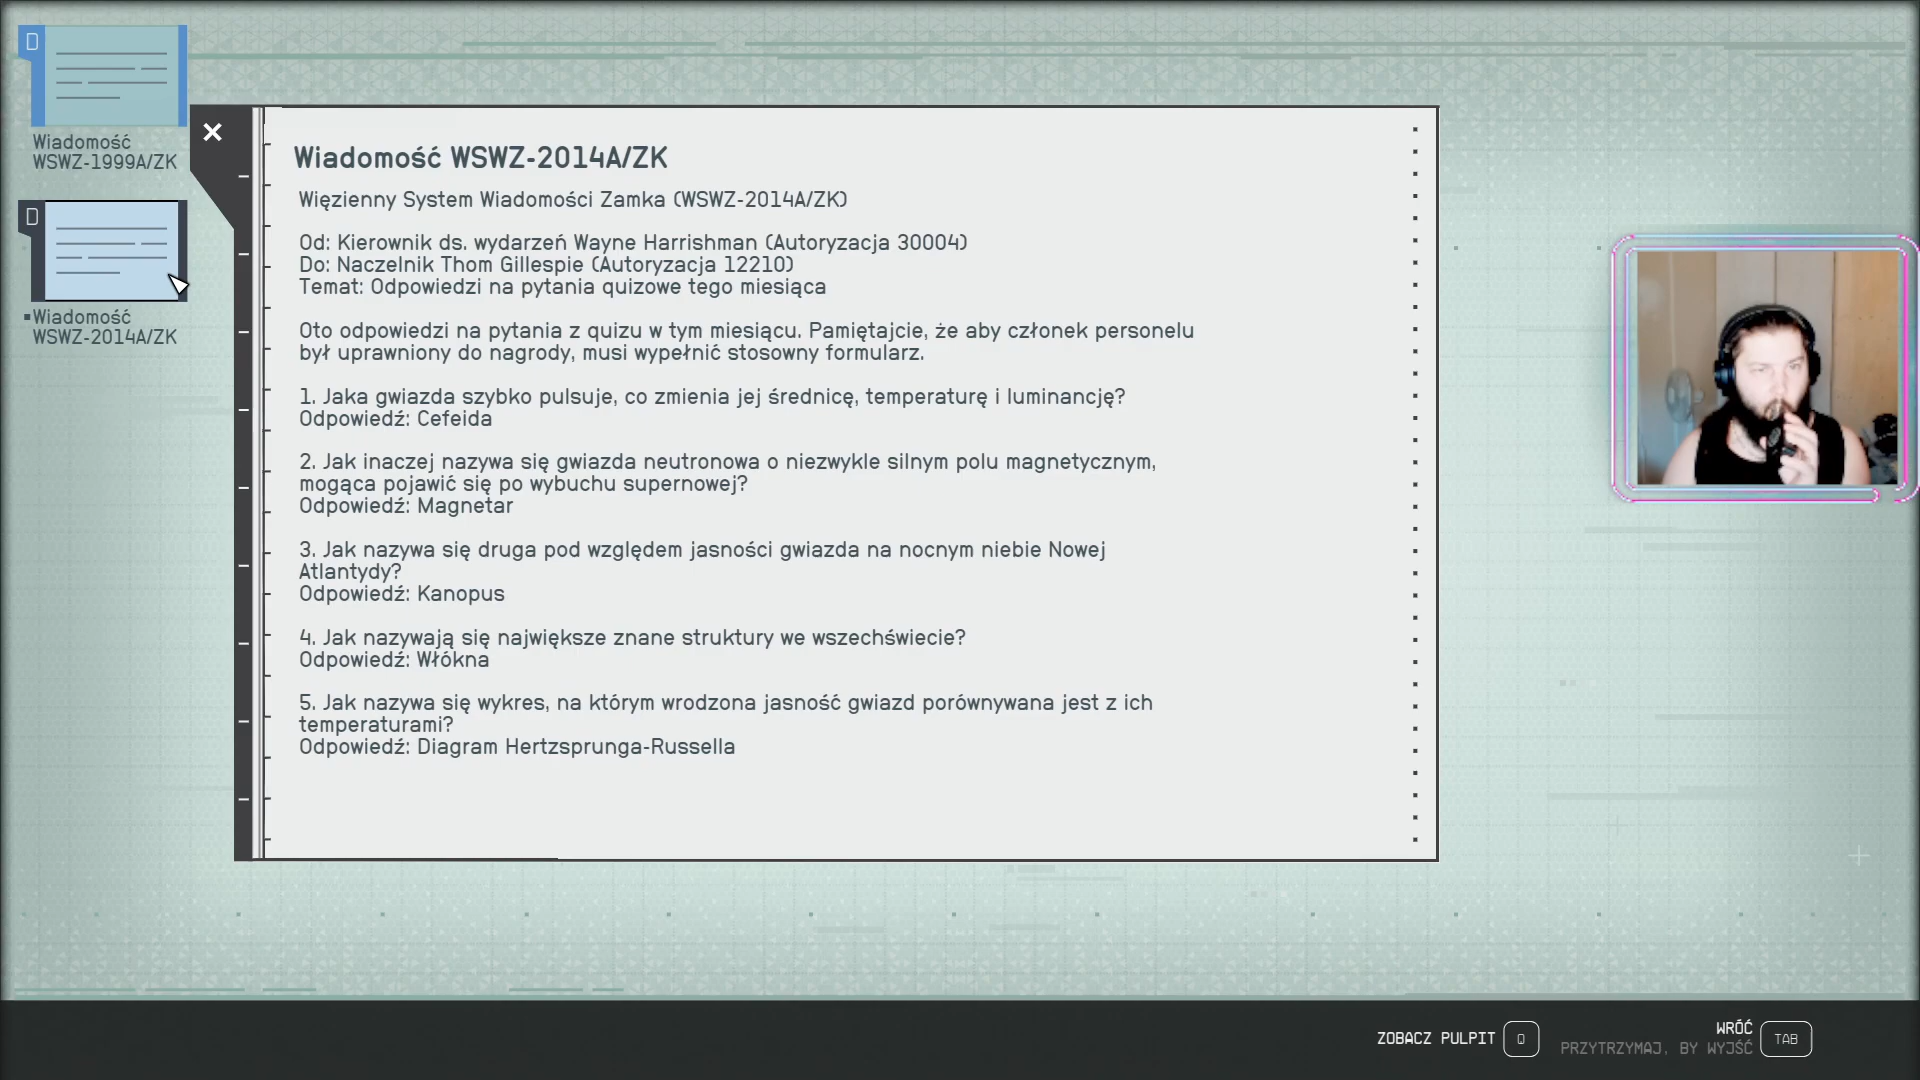 D
Wiadomość
WSWZ-1999A/ZK
D
Wiadomość
WSWZ-2014A/ZK
Wiadomość WSWZ-2014A/ZK
Więzienny System Wiadomości Zamka (WSWZ-2014A/ZK)
Od: Kierownik ds. wydarzeń Wayne Harrishman (Autoryzacja 30004)
Do: Naczelnik Thom Gillespie (Autoryzacja 12210)
Temat: Odpowiedzi na pytania quizowe tego miesiąca
Oto odpowiedzi na pytania z quizu w tym miesiącu. Pamiętajcie, że aby członek personelu
był uprawniony do nagrody, musi wypełnić stosowny formularz.
1. Jaka gwiazda szybko pulsuje, co zmienia jej średnicę, temperaturę i luminancję?
Odpowiedź: Cefeida
2. Jak inaczej nazywa się gwiazda neutronowa o niezwykle silnym polu magnetycznym,
mogąca pojawić się po wybuchu supernowej?
Odpowiedź: Magnetar
3. Jak nazywa się druga pod względem jasności gwiazda na nocnym niebie Nowej
Atlantydy?
Odpowiedź: Kanopus
4. Jak nazywają się największe znane struktury we wszechświecie?
Odpowiedź: Włókna
5. Jak nazywa się wykres, na którym wrodzona jasność gwiazd porównywana jest z ich
temperaturami?
Odpowiedź: Diagram Hertzsprunga-Russella
ZOBACZ PULPIT Q
WRÓĆ
PRZYTRZYMAJ, BY WYJŚĆ TAB